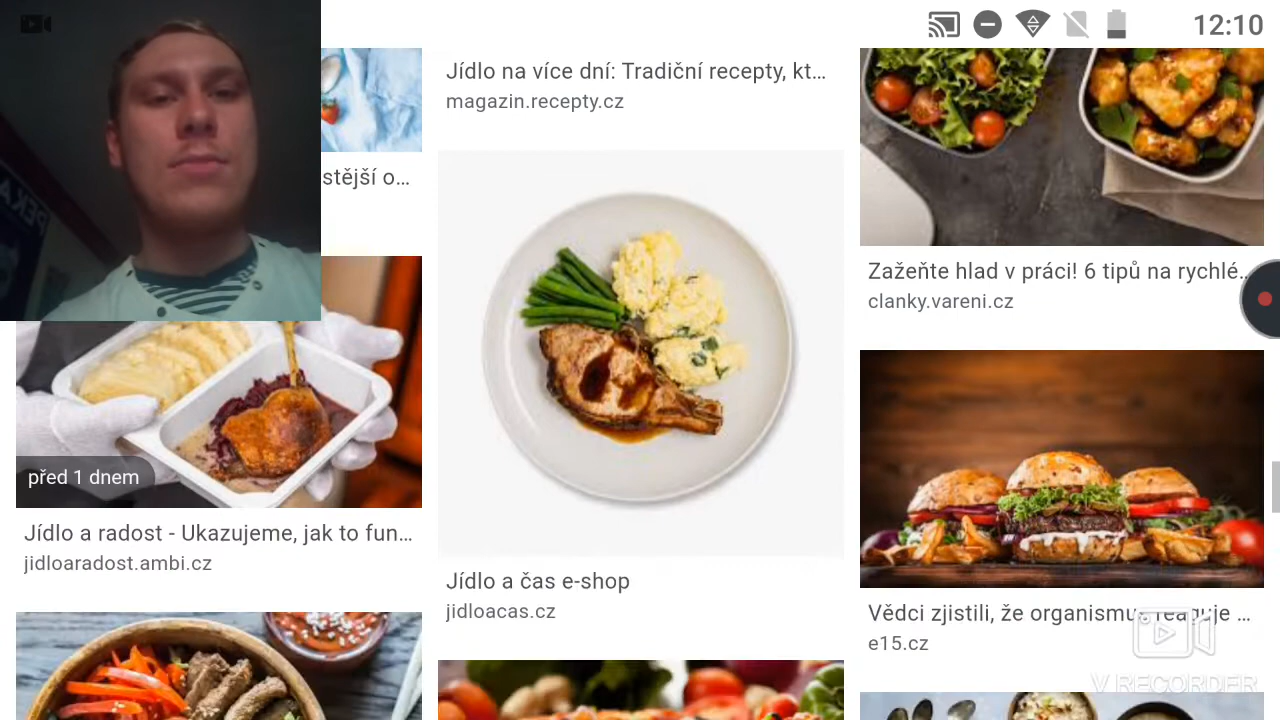 12:10
stější o...
před 1 dnem
Jídlo a radost - Ukazujeme, jak to fun...
jidloaradost.ambi.cz
Jídlo na více dní: Tradiční recepty, kt...
magazin.recepty.cz
Jídlo a čas e-shop
jidloacas.cz
Zažeňte hlad v práci! 6 tipů na rychlé...
clanky.vareni.cz
Vědci zjistili, že organismus reaguje ...
e15.cz
V RECORDER